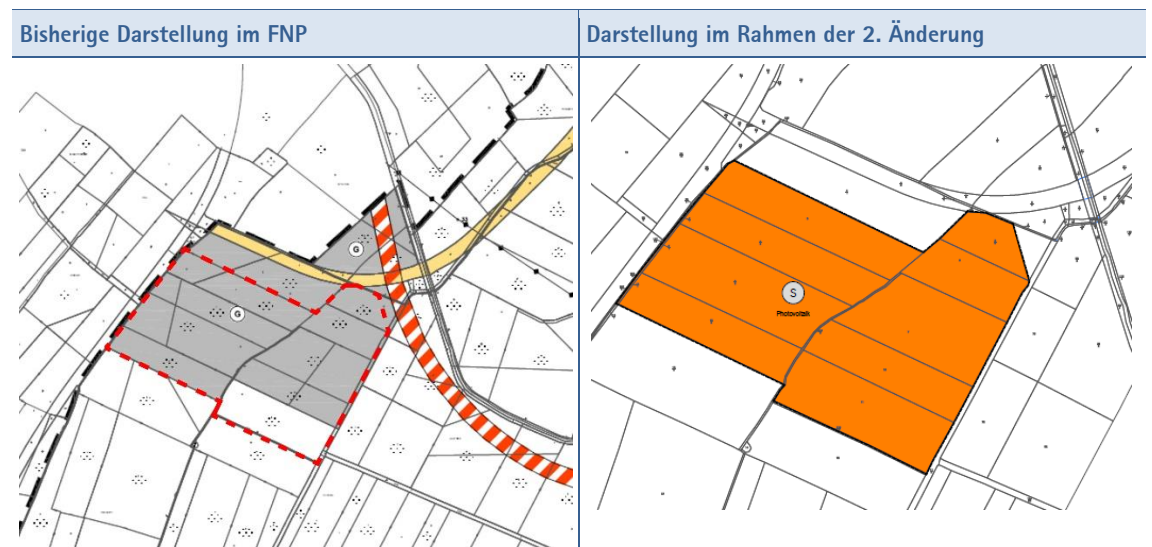 Bisherige Darstellung im FNP
Darstellung im Rahmen der 2. Änderung
G
G
S
Photovoltaik